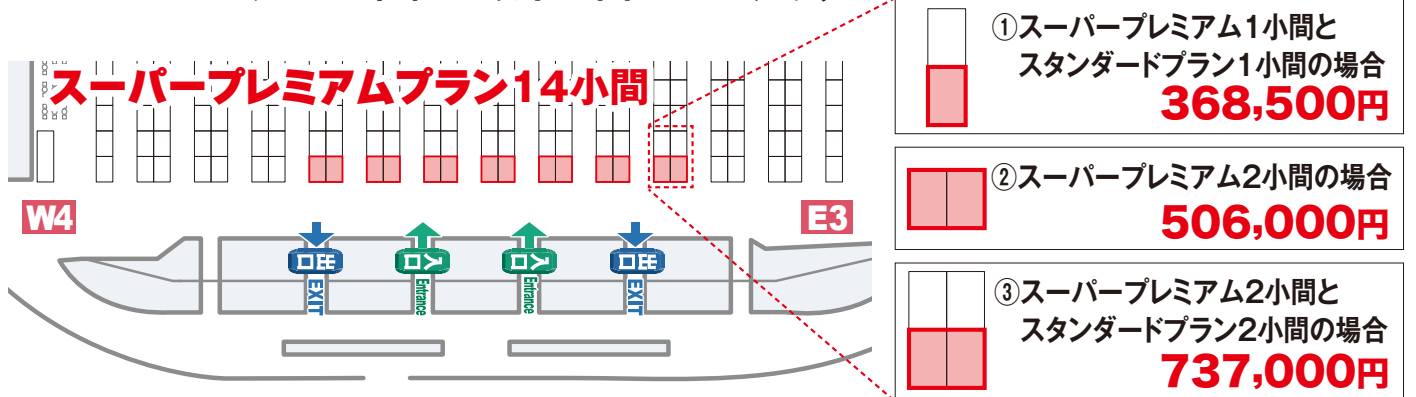 スーパープレミアムプラン14小間
W4
E3
出口
EXIT
入口
Entrance
入口
Entrance
出口
EXIT
①スーパープレミアム1小間と
スタンダードプラン1小間の場合
368,500円
②スーパープレミアム2小間の場合
506,000円
③スーパープレミアム2小間と
スタンダードプラン2小間の場合
737,000円